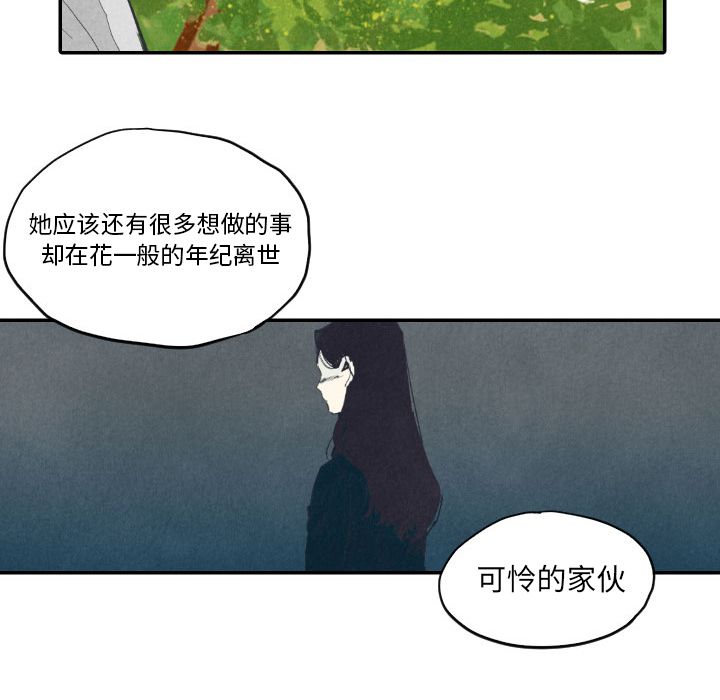 她应该还有很多想做的事
却在花一般的年纪离世
可怜的家伙